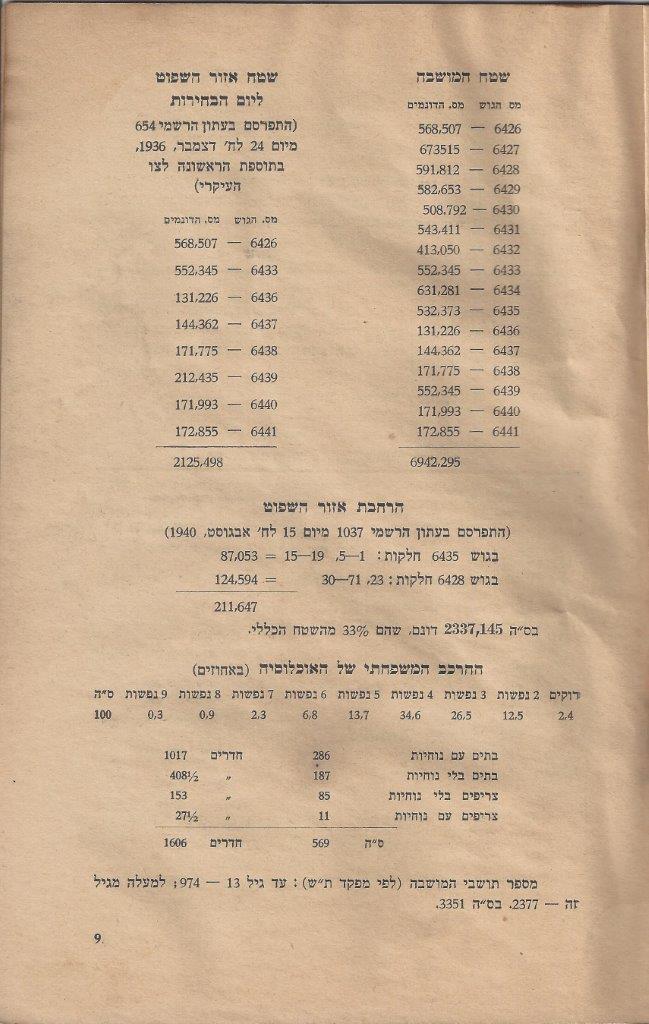 שטח המושבה
מס הגוש מס. הדונמים
6426 — 568,507
6427 — 673515
6428 — 591,812
6429 — 582,653
6430 — 508,792
6431 — 543,411
6432 — 413,050
6433 — 552,345
6434 — 631,281
6435 — 532,373
6436 — 131,226
6437 — 144,362
6438 — 171,775
6439 — 552,345
6440 — 171,993
6441 — 172,855
6942,295
שטח אזור השפוט
ליום הבחירות
(התפרסם בעתון הרשמי 654
מיום 24 לח׳ דצמבר, 1936,
בתוספת הראשונה לצו
העיקרי)
מס. הגוש מס. הדונמים
6426 — 568,507
6433 — 552,345
6436 — 131,226
6437 — 144,362
6438 — 171,775
6439 — 212,435
6440 — 171,993
6441 — 172,855
2125,498
הרחבת אזור השפוט
(התפרסם בעתון הרשמי 1037 מיום 15 לח׳ אבגוסט, 1940)
בגוש 6435 חלקות: 1—5, 19—15 = 87,053
בגוש 6428 חלקות: 23, 71—30 = 124,594
211,647
בס״ה 2337,145 דונם, שהם 33% מהשטח הכללי.
ההרכב המשפחתי של האוכלוסיה (באחוזים)
רוקים 2 נפשות 3 נפשות 4 נפשות 5 נפשות 6 נפשות 7 נפשות 8 נפשות 9 נפשות ס״ה
2,4 12,5 26,5 34,6 13,7 6,8 2,3 0,9 0,3 100
בתים עם נוחיות 286 חדרים 1017
בתים בלי נוחיות 187 „ 408½
צריפים בלי נוחיות 85 „ 153
צריפים עם נוחיות 11 „ 27½
ס״ה 569 חדרים 1606
מספר תושבי המושבה (לפי מפקד ת״ש): עד גיל 13 — 974; למעלה מגיל
זה — 2377. בס״ה 3351.
9